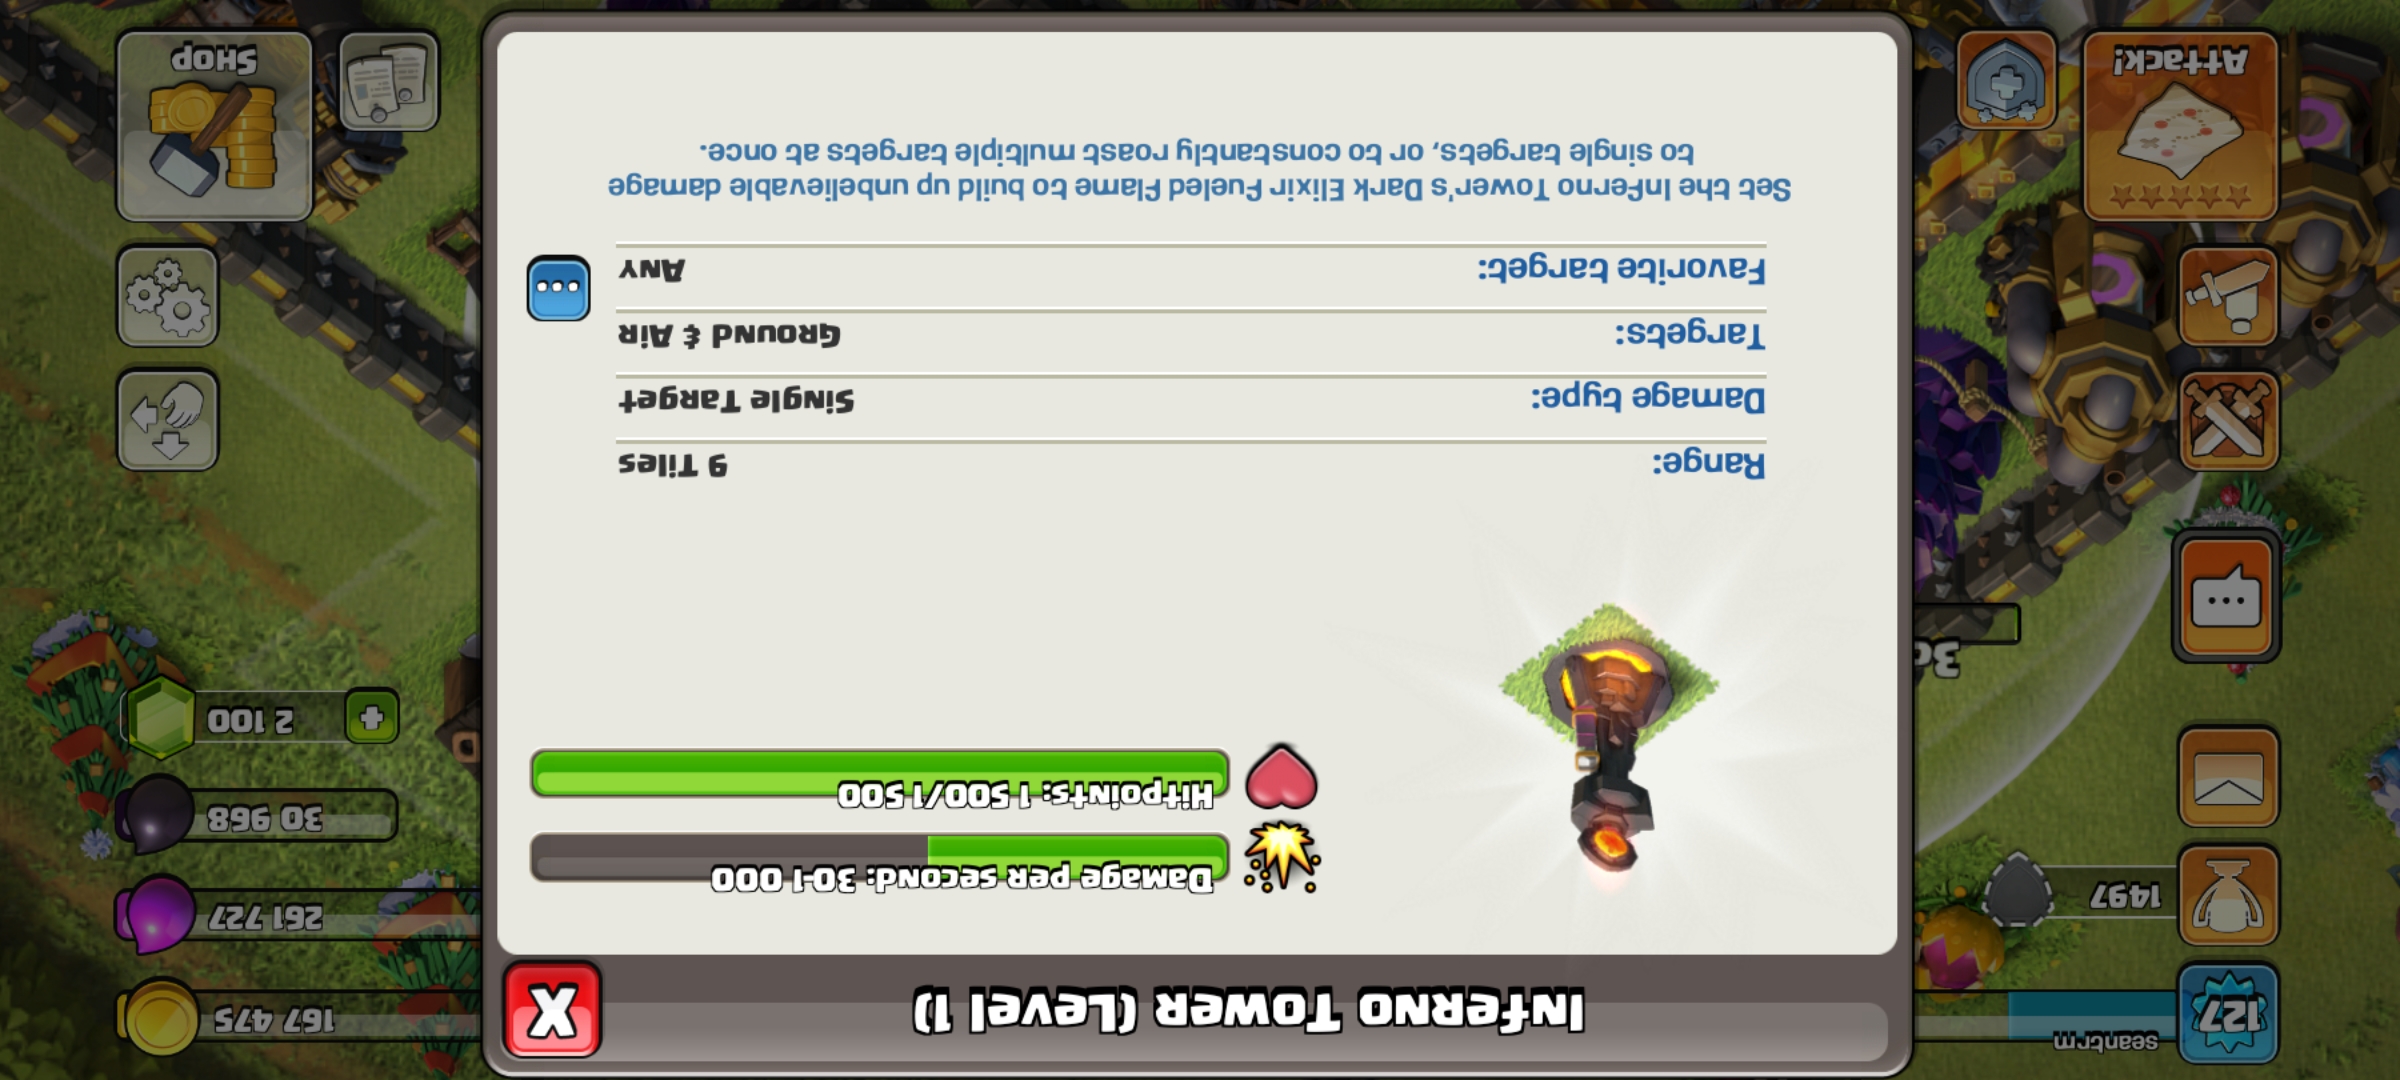 127
seantrm
1497
Inferno Tower (Level 1)
X
167 475
261 727
30 968
2 100
Damage per second: 30-1 000
Hitpoints: 1 500/1 500
Range:
9 Tiles
Damage type:
Single Target
Targets:
Ground & Air
Favorite target:
Any
Set the Inferno Tower's Dark Elixir Fueled Flame to build up unbelievable damage
to single targets, or to constantly roast multiple targets at once.
Attack!
Shop